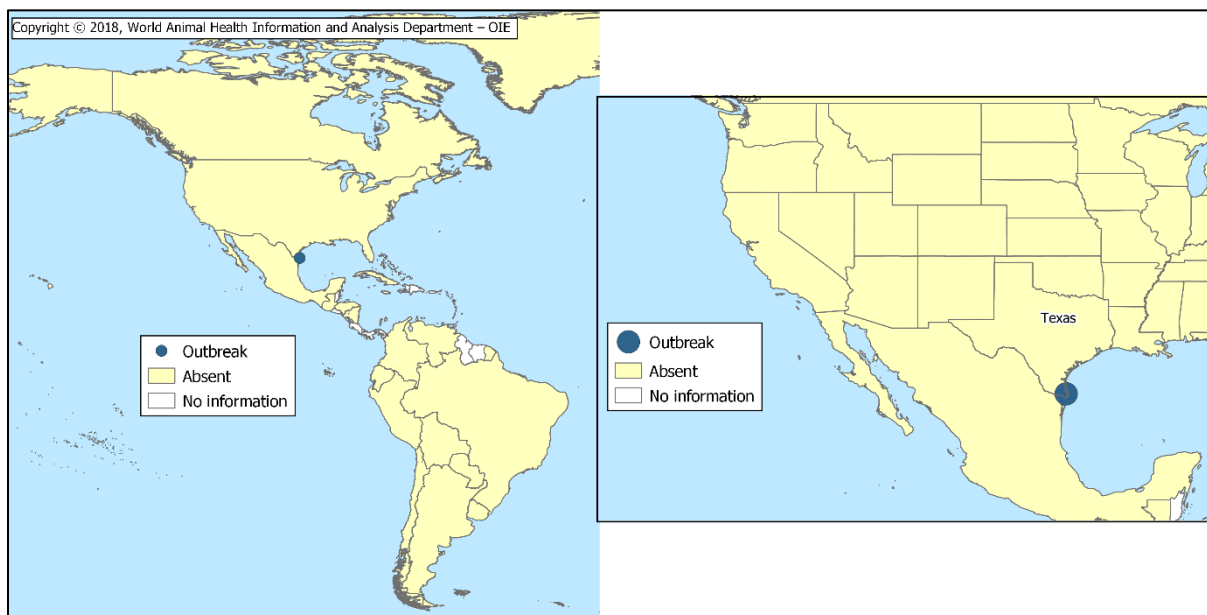 Copyright © 2018, World Animal Health Information and Analysis Department – OIE
Outbreak
Absent
No information
Texas
Outbreak
Absent
No information